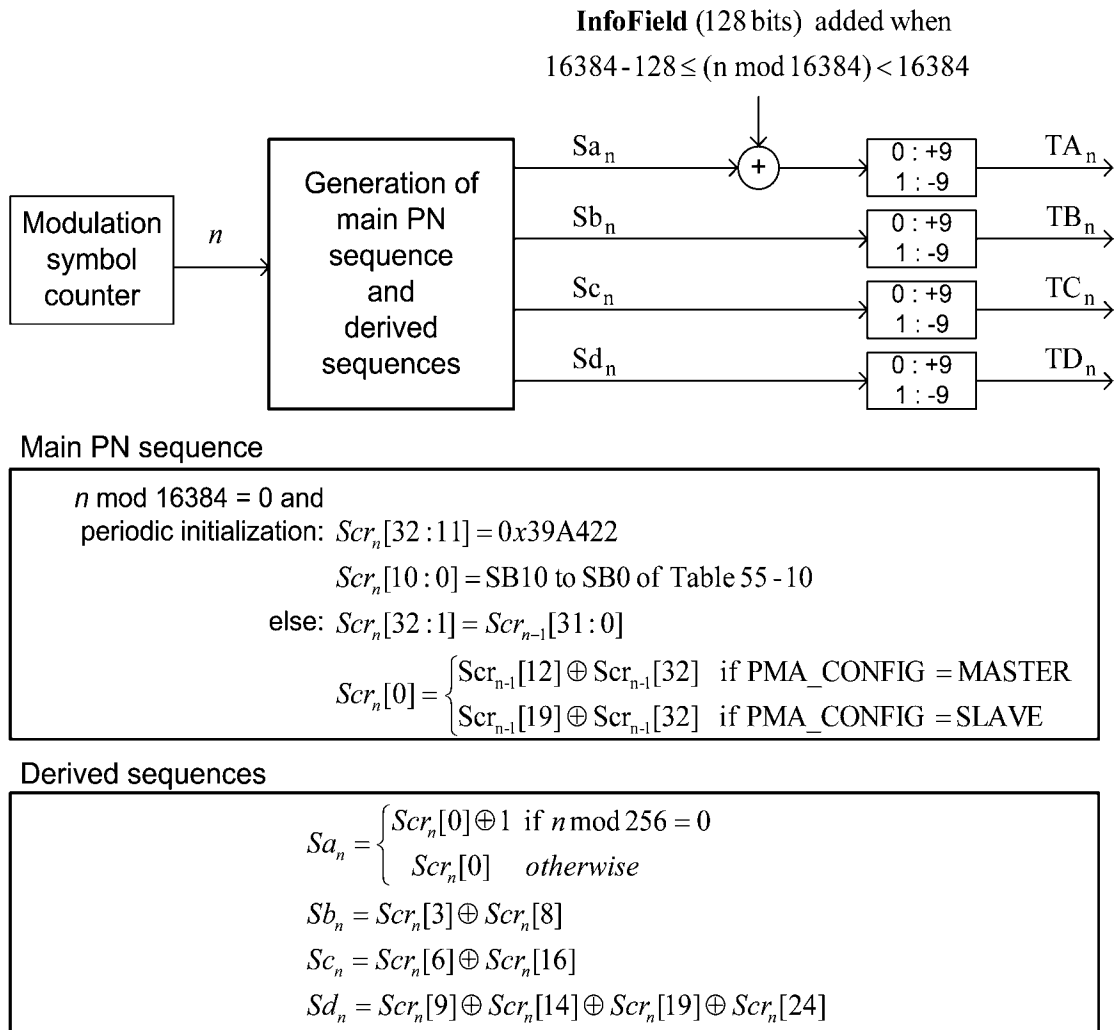 InfoField (128 bits) added when
16384-128 ≤ (n mod 16384) < 16384
Modulation
symbol
counter
n
Generation of
main PN
sequence
and
derived
sequences
Sa_n
+
0 : +9
1 : -9
TA_n
Sb_n
0 : +9
1 : -9
TB_n
Sc_n
0 : +9
1 : -9
TC_n
Sd_n
0 : +9
1 : -9
TD_n
Main PN sequence
n mod 16384 = 0 and
periodic initialization: Scr_n[32:11] = 0x39A422
Scr_n[10:0] = SB10 to SB0 of Table 55-10
else: Scr_n[32:1] = Scr_{n-1}[31:0]
Scr_n[0] = { Scr_{n-1}[12] ⊕ Scr_{n-1}[32] if PMA_CONFIG = MASTER
Scr_{n-1}[19] ⊕ Scr_{n-1}[32] if PMA_CONFIG = SLAVE
Derived sequences
Sa_n = { Scr_n[0] ⊕ 1 if n mod 256 = 0
Scr_n[0] otherwise
Sb_n = Scr_n[3] ⊕ Scr_n[8]
Sc_n = Scr_n[6] ⊕ Scr_n[16]
Sd_n = Scr_n[9] ⊕ Scr_n[14] ⊕ Scr_n[19] ⊕ Scr_n[24]